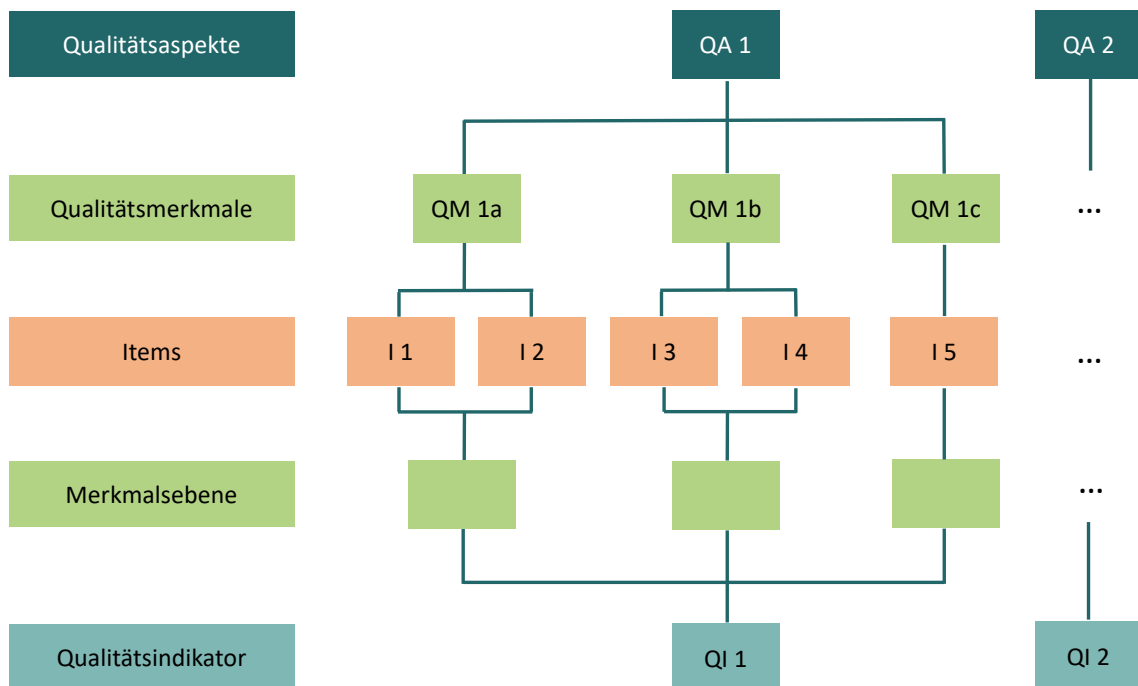 Qualitätsaspekte
QA 1
QA 2
Qualitätsmerkmale
QM 1a
QM 1b
QM 1c
...
Items
I 1
I 2
I 3
I 4
I 5
...
Merkmalsebene
...
Qualitätsindikator
QI 1
QI 2